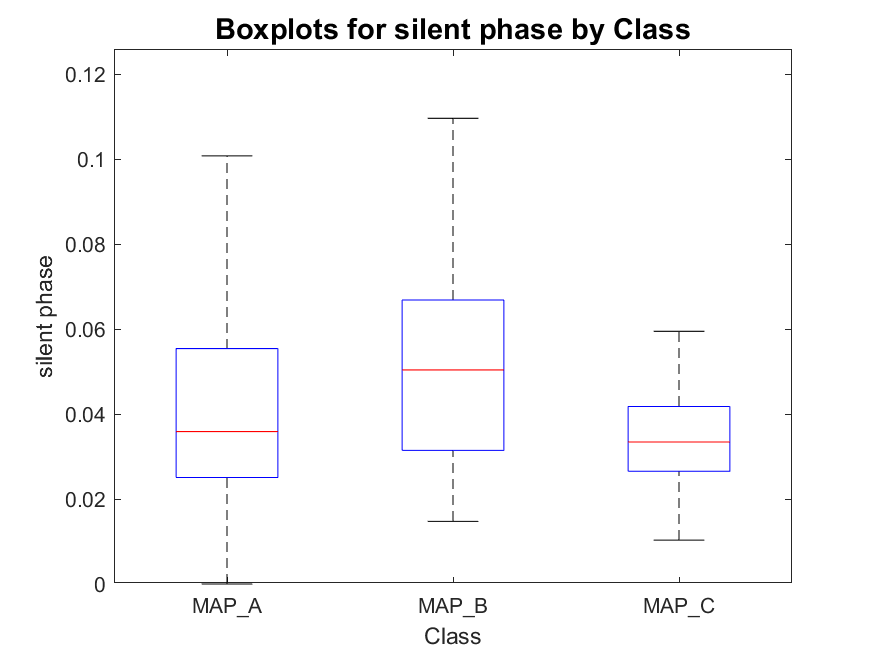 Boxplots for silent phase by Class
0.12
0.1
0.08
0.06
0.04
0.02
0
silent phase
MAP_A MAP_B MAP_C
Class